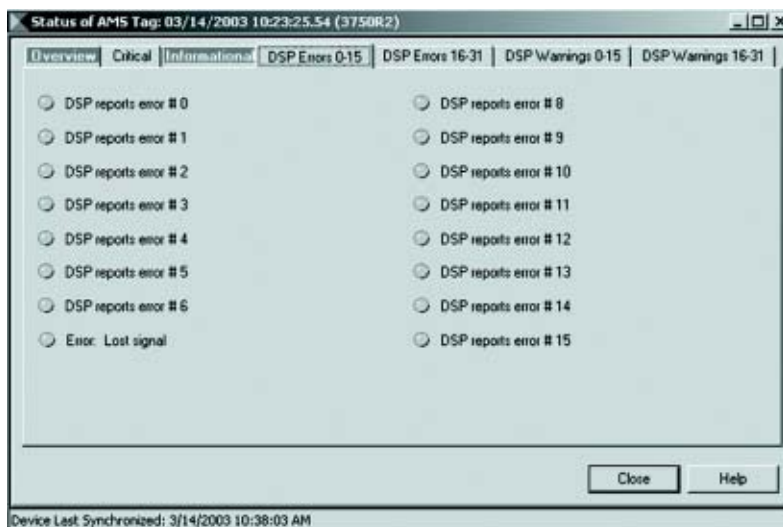 Status of AMS Tag: 03/14/2003 10:23:25.54 (3750R2)
Overview Critical Informational DSP Errors 0-15 DSP Errors 16-31 DSP Warnings 0-15 DSP Warnings 16-31
DSP reports error # 0
DSP reports error # 1
DSP reports error # 2
DSP reports error # 3
DSP reports error # 4
DSP reports error # 5
DSP reports error # 6
Error: Lost signal
DSP reports error # 8
DSP reports error # 9
DSP reports error # 10
DSP reports error # 11
DSP reports error # 12
DSP reports error # 13
DSP reports error # 14
DSP reports error # 15
Close Help
Device Last Synchronized: 3/14/2003 10:38:03 AM